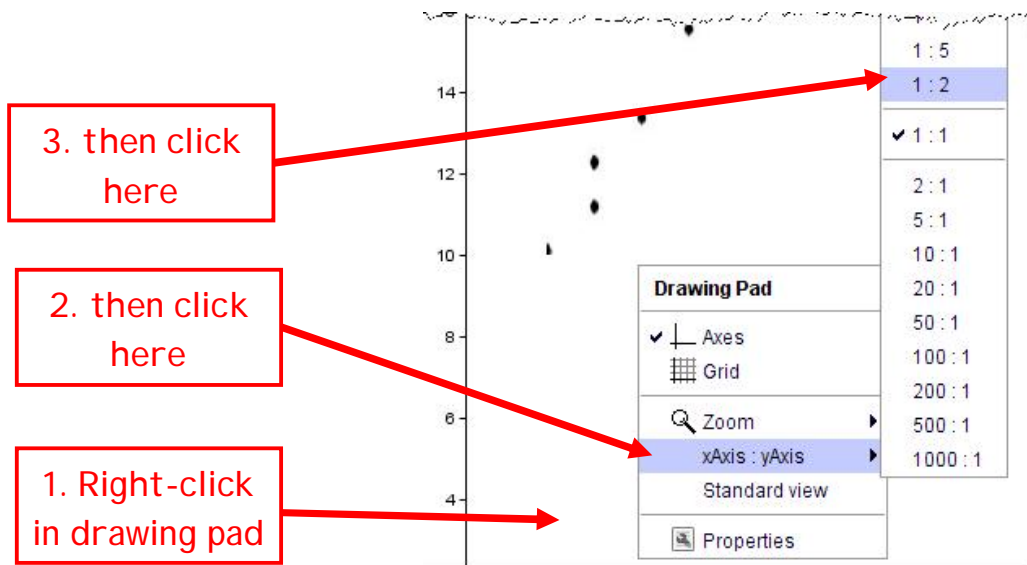 1 : 5
1 : 2
1 : 1
2 : 1
5 : 1
10 : 1
20 : 1
50 : 1
100 : 1
200 : 1
500 : 1
1000 : 1
14
12
10
8
6
4
3. then click
here
2. then click
here
1. Right-click
in drawing pad
Drawing Pad
Axes
Grid
Zoom
xAxis : yAxis
Standard view
Properties